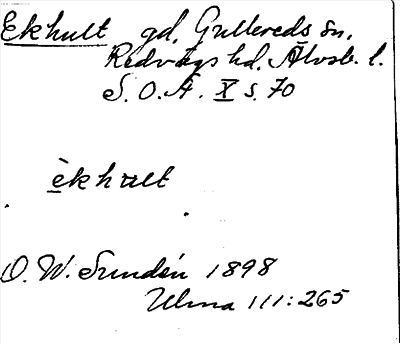 Ekhult gd, Gullereds sn,
Redvägs hd. Älvsb. l.
S. O. Ä. X s. 70
èkhult
O. W. Sundén 1898
Ulma 111:265